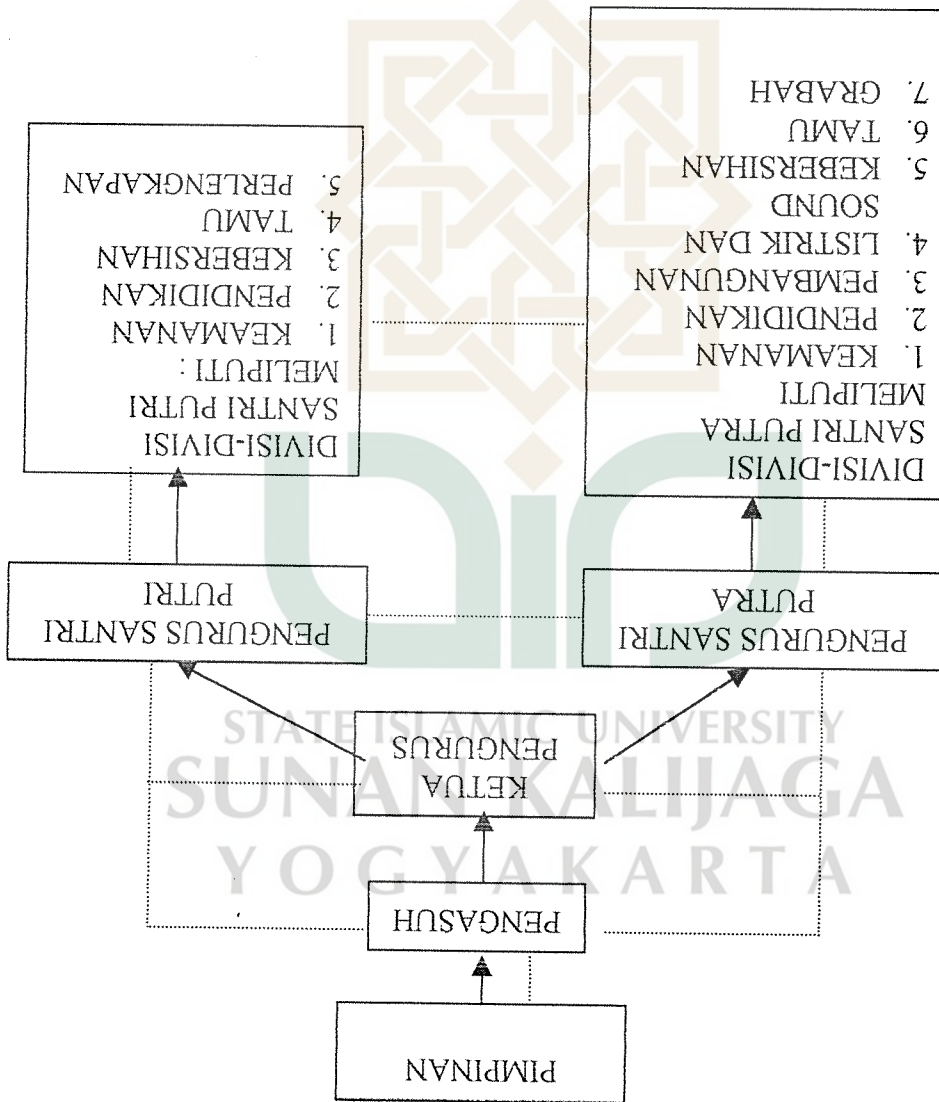 PIMPINAN
PENGASUH
KETUA
PENGURUS
PENGURUS SANTRI
PUTRA
PENGURUS SANTRI
PUTRI
DIVISI-DIVISI
SANTRI PUTRA
MELIPUTI
1. KEAMANAN
2. PENDIDIKAN
3. PEMBANGUNAN
4. LISTRIK DAN
SOUND
5. KEBERSIHAN
6. TAMU
7. GRABAH
DIVISI-DIVISI
SANTRI PUTRI
MELIPUTI :
1. KEAMANAN
2. PENDIDIKAN
3. KEBERSIHAN
4. TAMU
5. PERLENGKAPAN
STATE ISLAMIC UNIVERSITY
SUNAN KALIJAGA
YOGYAKARTA